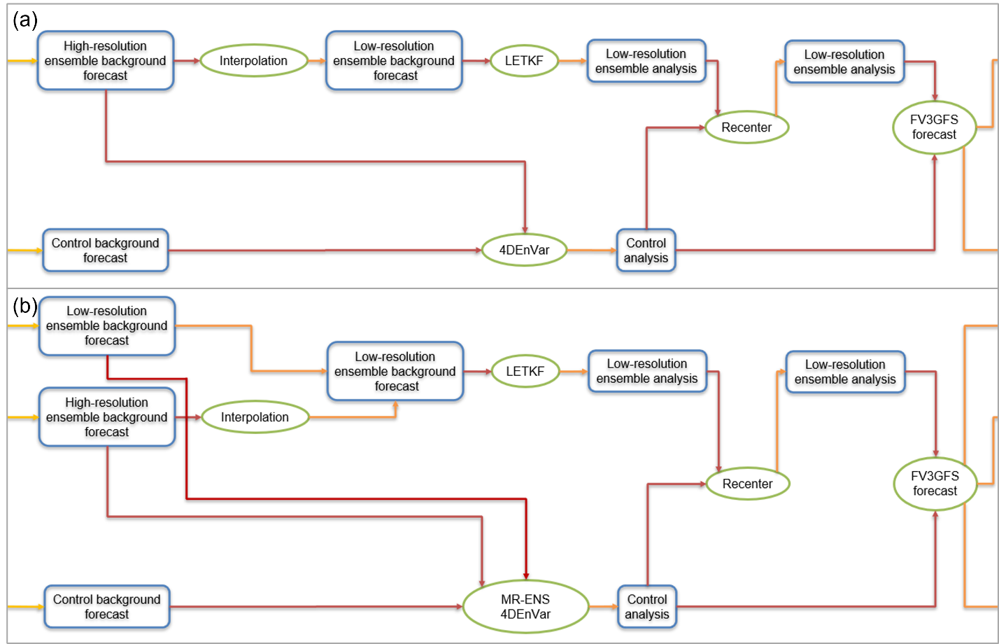 (a)
High-resolution
ensemble background
forecast
Interpolation
Low-resolution
ensemble background
forecast
LETKF
Low-resolution
ensemble analysis
Recenter
Low-resolution
ensemble analysis
FV3GFS
forecast
Control background
forecast
4DEnVar
Control
analysis
(b)
Low-resolution
ensemble background
forecast
High-resolution
ensemble background
forecast
Interpolation
Low-resolution
ensemble background
forecast
LETKF
Low-resolution
ensemble analysis
Recenter
Low-resolution
ensemble analysis
FV3GFS
forecast
Control background
forecast
MR-ENS
4DEnVar
Control
analysis